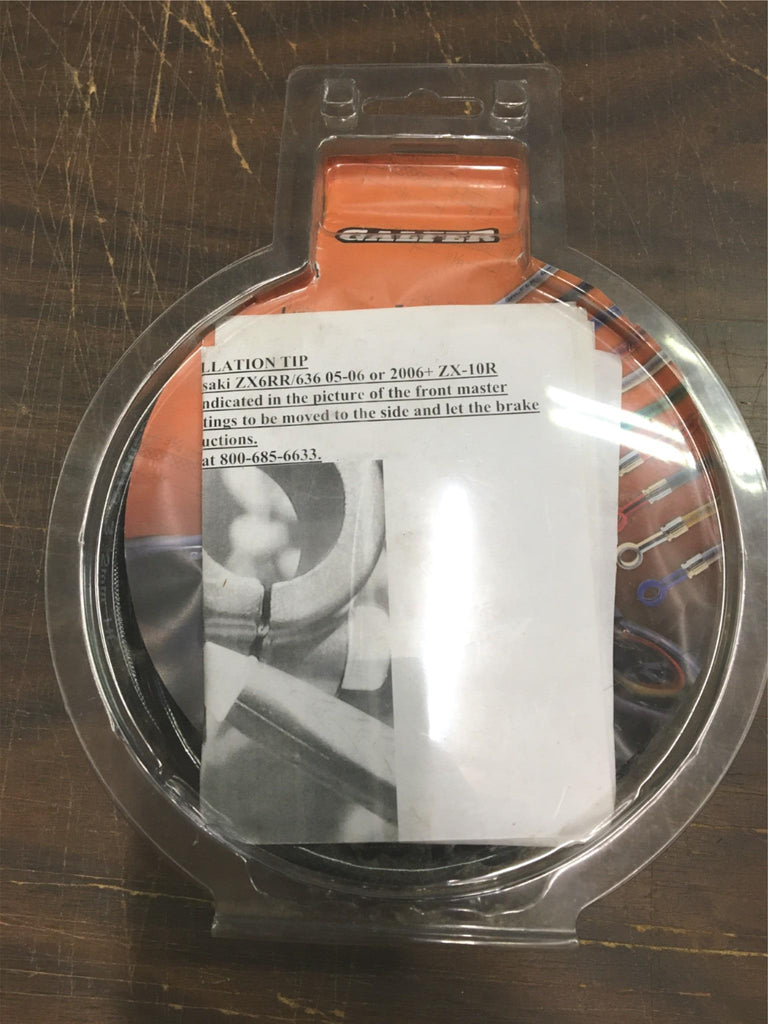 GALFER
LLATION TIP
saki ZX6RR/636 05-06 or 2006+ ZX-10R
ndicated in the picture of the front master
tings to be moved to the side and let the brake
uctions.
at 800-685-6633.